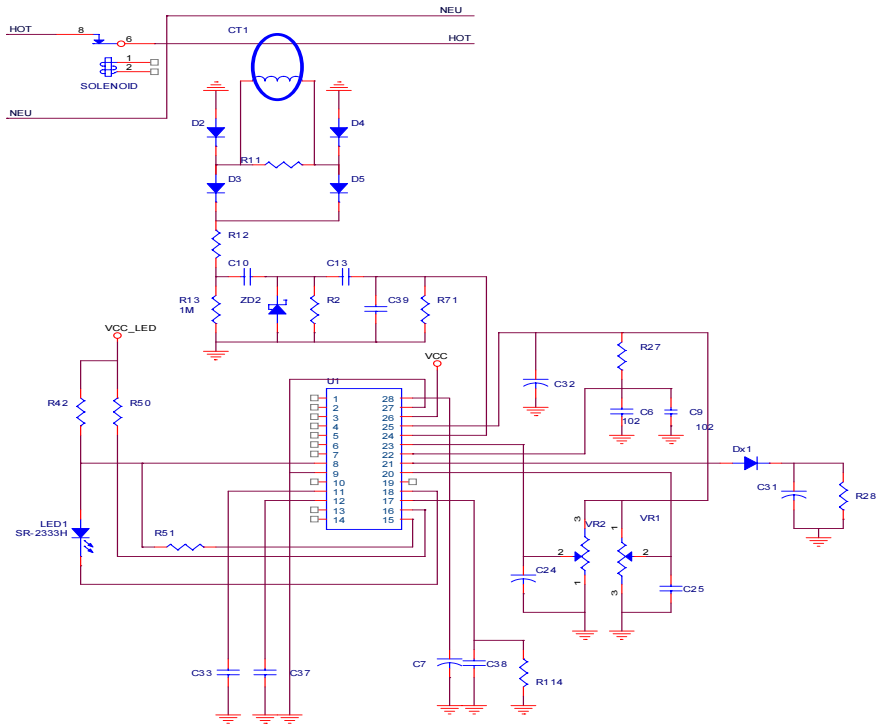 NEU
HOT
8
CT1
6
HOT
1
2
SOLENOID
NEU
D2
D4
R11
D3
D5
R12
C10
C13
R13
1M
ZD2
R2
C39
R71
VCC_LED
VCC
R27
U1
C32
R42
R50
1
2
3
4
5
6
7
8
9
10
11
12
13
14
28
27
26
25
24
23
22
21
20
19
18
17
16
15
C6
102
C9
102
Dx1
C31
R28
LED1
SR-2333H
R51
3
VR2
2
1
1
VR1
2
3
C24
C25
C33
C37
C7
C38
R114